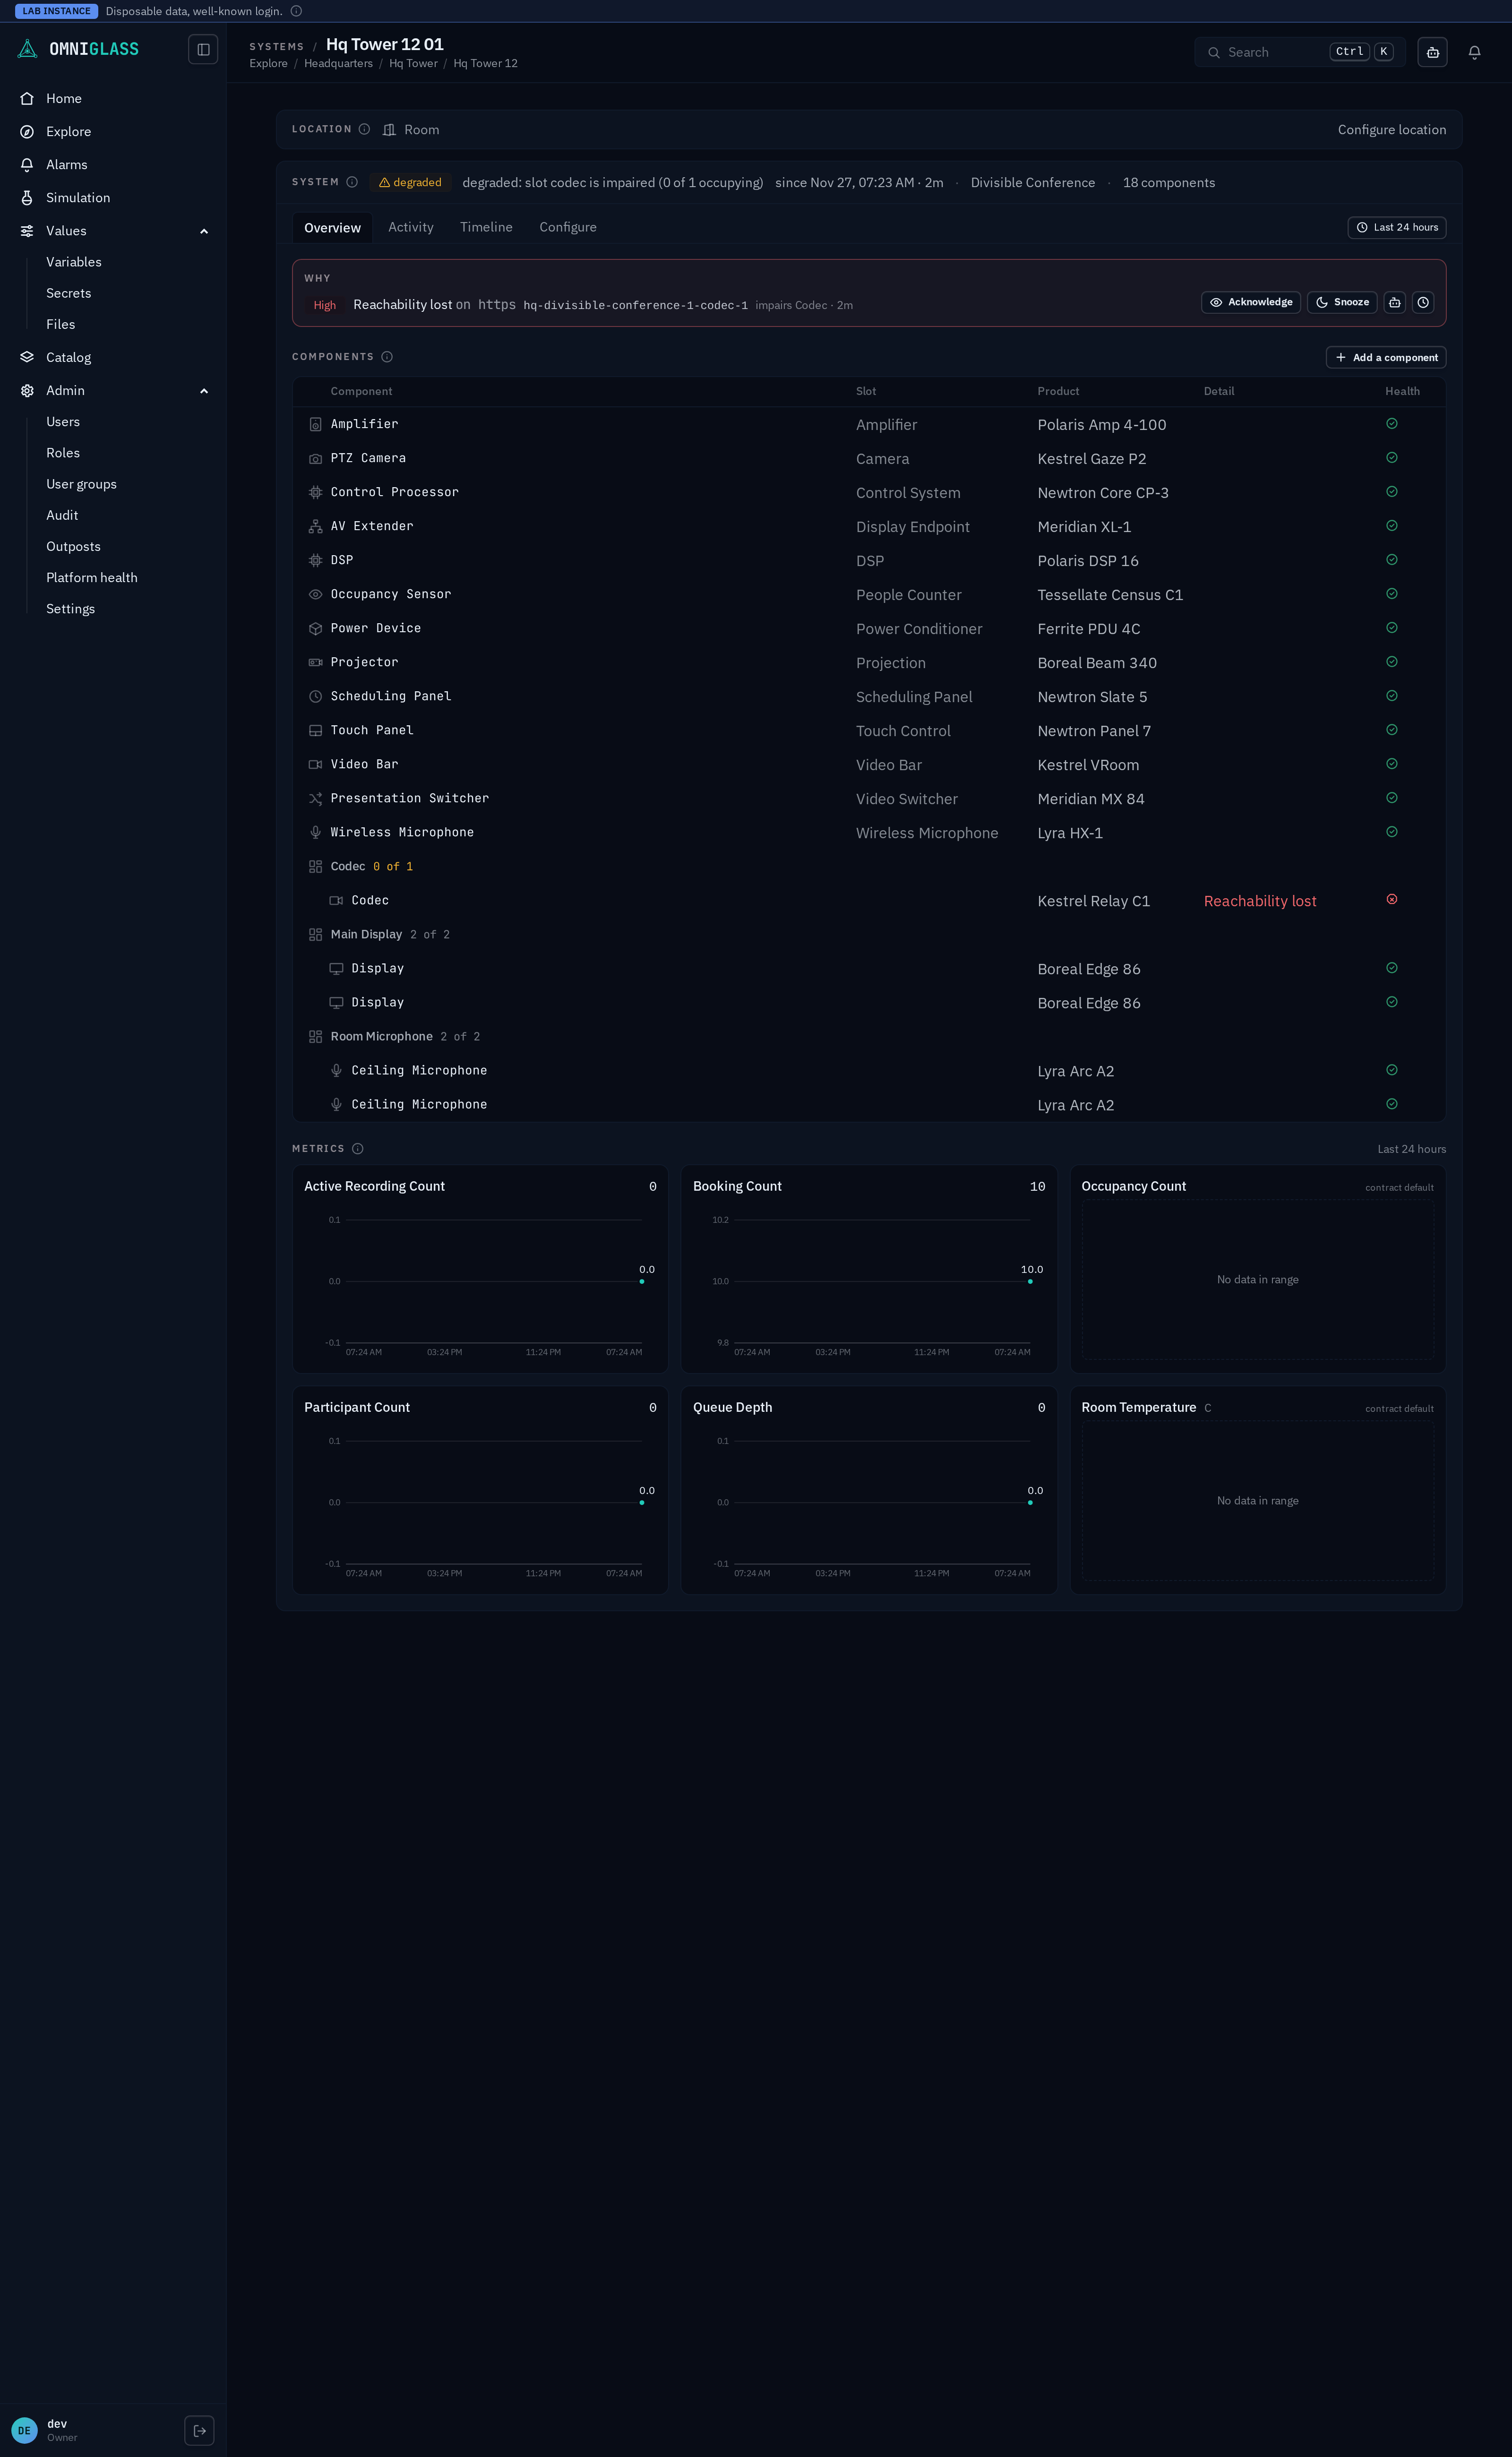 LAB INSTANCE Disposable data, well-known login.
OMNIGLASS
Home
Explore
Alarms
Simulation
Values
Variables
Secrets
Files
Catalog
Admin
Users
Roles
User groups
Audit
Outposts
Platform health
Settings
dev
Owner
DE
SYSTEMS / Hq Tower 12 01
Explore / Headquarters / Hq Tower / Hq Tower 12
Search Ctrl K
LOCATION Room Configure location
SYSTEM degraded degraded: slot codec is impaired (0 of 1 occupying) since Nov 27, 07:23 AM · 2m · Divisible Conference · 18 components
Overview Activity Timeline Configure Last 24 hours
WHY
High Reachability lost on https hq-divisible-conference-1-codec-1 impairs Codec · 2m Acknowledge Snooze
COMPONENTS Add a component
Component Slot Product Detail Health
Amplifier Amplifier Polaris Amp 4-100
PTZ Camera Camera Kestrel Gaze P2
Control Processor Control System Newtron Core CP-3
AV Extender Display Endpoint Meridian XL-1
DSP DSP Polaris DSP 16
Occupancy Sensor People Counter Tessellate Census C1
Power Device Power Conditioner Ferrite PDU 4C
Projector Projection Boreal Beam 340
Scheduling Panel Scheduling Panel Newtron Slate 5
Touch Panel Touch Control Newtron Panel 7
Video Bar Video Bar Kestrel VRoom
Presentation Switcher Video Switcher Meridian MX 84
Wireless Microphone Wireless Microphone Lyra HX-1
Codec 0 of 1
Codec Kestrel Relay C1 Reachability lost
Main Display 2 of 2
Display Boreal Edge 86
Display Boreal Edge 86
Room Microphone 2 of 2
Ceiling Microphone Lyra Arc A2
Ceiling Microphone Lyra Arc A2
METRICS Last 24 hours
Active Recording Count 0
0.1
0.0
0.0
-0.1
07:24 AM 03:24 PM 11:24 PM 07:24 AM
Booking Count 10
10.2
10.0
10.0
9.8
07:24 AM 03:24 PM 11:24 PM 07:24 AM
Occupancy Count contract default
No data in range
Participant Count 0
0.1
0.0
0.0
-0.1
07:24 AM 03:24 PM 11:24 PM 07:24 AM
Queue Depth 0
0.1
0.0
0.0
-0.1
07:24 AM 03:24 PM 11:24 PM 07:24 AM
Room Temperature C contract default
No data in range